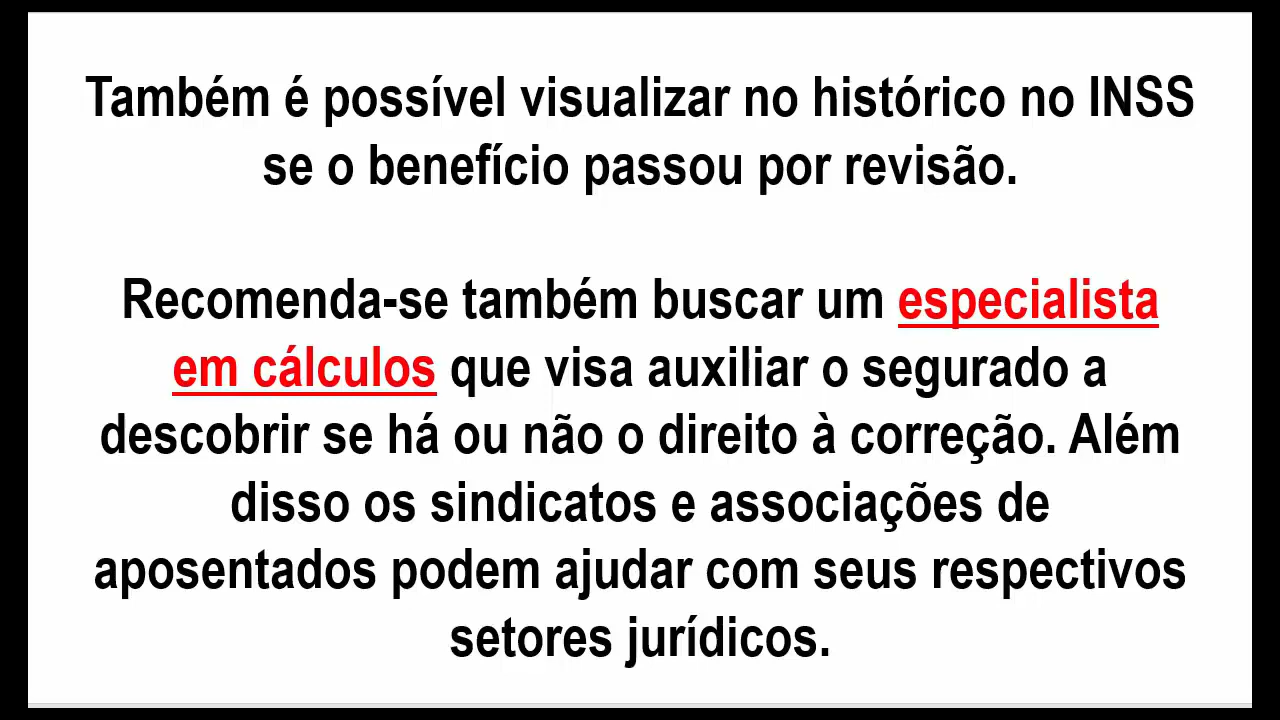 Também é possível visualizar no histórico no INSS
se o benefício passou por revisão.
Recomenda-se também buscar um especialista
em cálculos que visa auxiliar o segurado a
descobrir se há ou não o direito à correção. Além
disso os sindicatos e associações de
aposentados podem ajudar com seus respectivos
setores jurídicos.